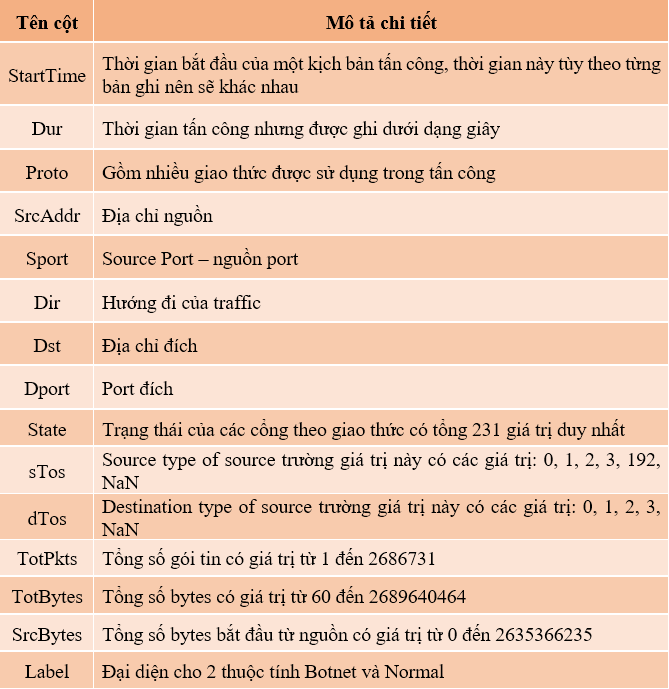 Tên cột Mô tả chi tiết
StartTime Thời gian bắt đầu của một kịch bản tấn công, thời gian này tùy theo từng
bản ghi nên sẽ khác nhau
Dur Thời gian tấn công nhưng được ghi dưới dạng giây
Proto Gồm nhiều giao thức được sử dụng trong tấn công
SrcAddr Địa chỉ nguồn
Sport Source Port – nguồn port
Dir Hướng đi của traffic
Dst Địa chỉ đích
Dport Port đích
State Trạng thái của các cổng theo giao thức có tổng 231 giá trị duy nhất
sTos Source type of source trường giá trị này có các giá trị: 0, 1, 2, 3, 192,
NaN
dTos Destination type of source trường giá trị này có các giá trị: 0, 1, 2, 3,
NaN
TotPkts Tổng số gói tin có giá trị từ 1 đến 2686731
TotBytes Tổng số bytes có giá trị từ 60 đến 2689640464
SrcBytes Tổng số bytes bắt đầu từ nguồn có giá trị từ 0 đến 2635366235
Label Đại diện cho 2 thuộc tính Botnet và Normal